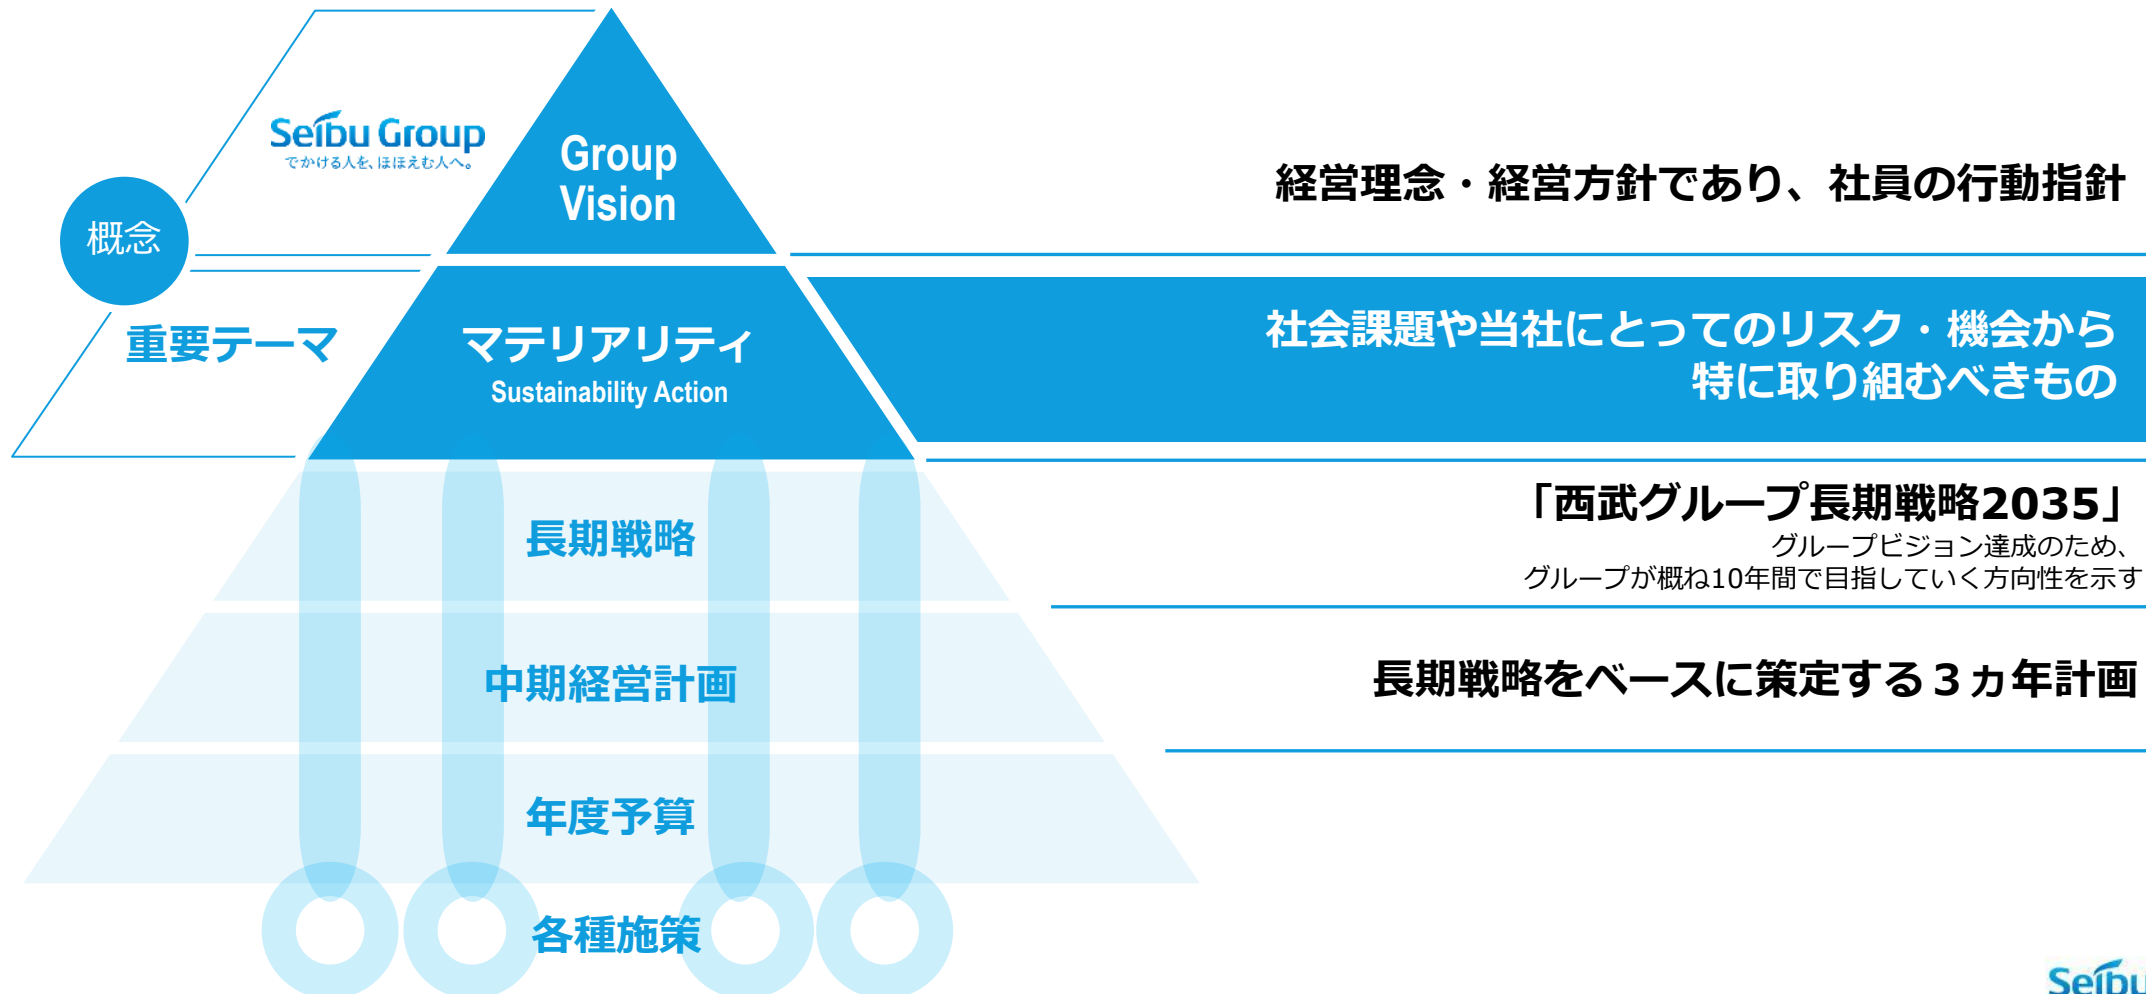 Seibu Group
でかける人を、ほほえむ人へ。
Group
Vision
経営理念・経営方針であり、社員の行動指針
概念
重要テーマ
マテリアリティ
Sustainability Action
社会課題や当社にとってのリスク・機会から
特に取り組むべきもの
長期戦略
「西武グループ長期戦略2035」
グループビジョン達成のため、
グループが概ね10年間で目指していく方向性を示す
中期経営計画
長期戦略をベースに策定する３ヵ年計画
年度予算
各種施策
Seibu